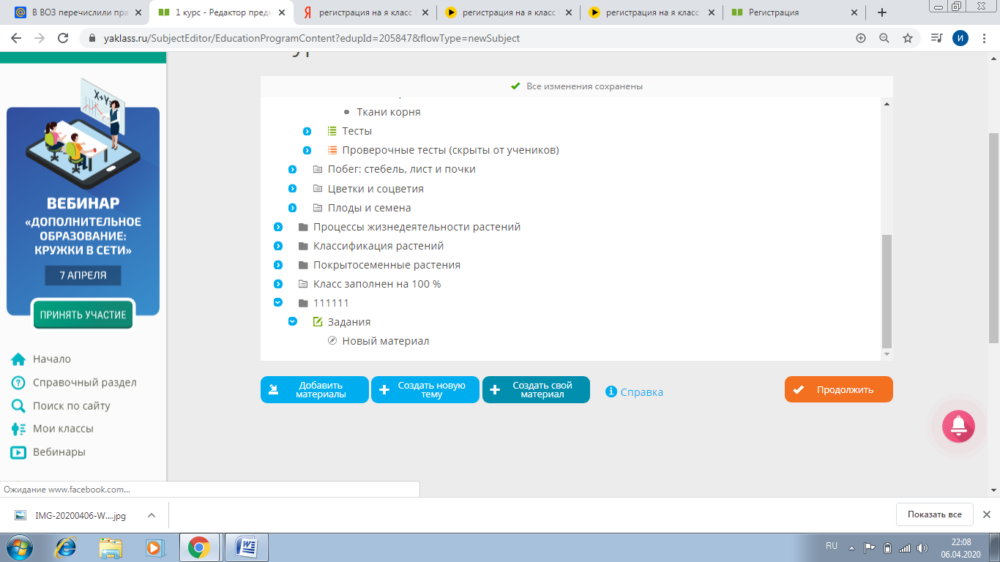 В ВОЗ перечислили пра
1 курс - Редактор предм
регистрация на я класс
регистрация на я класс
регистрация на я класс
Регистрация
yaklass.ru/SubjectEditor/EducationProgramContent?edupId=205847&flowType=newSubject
И
Все изменения сохранены
Ткани корня
Тесты
Проверочные тесты (скрыты от учеников)
Побег: стебель, лист и почки
Цветки и соцветия
Плоды и семена
Процессы жизнедеятельности растений
Классификация растений
Покрытосеменные растения
Класс заполнен на 100 %
111111
Задания
Новый материал
Добавить
материалы
Создать новую
тему
Создать свой
материал
Справка
Продолжить
X+Y=
ВЕБИНАР
«ДОПОЛНИТЕЛЬНОЕ
ОБРАЗОВАНИЕ:
КРУЖКИ В СЕТИ»
7 АПРЕЛЯ
ПРИНЯТЬ УЧАСТИЕ
Начало
Справочный раздел
Поиск по сайту
Мои классы
Вебинары
Ожидание www.facebook.com...
IMG-20200406-W....jpg
Показать все
RU
22:08
06.04.2020